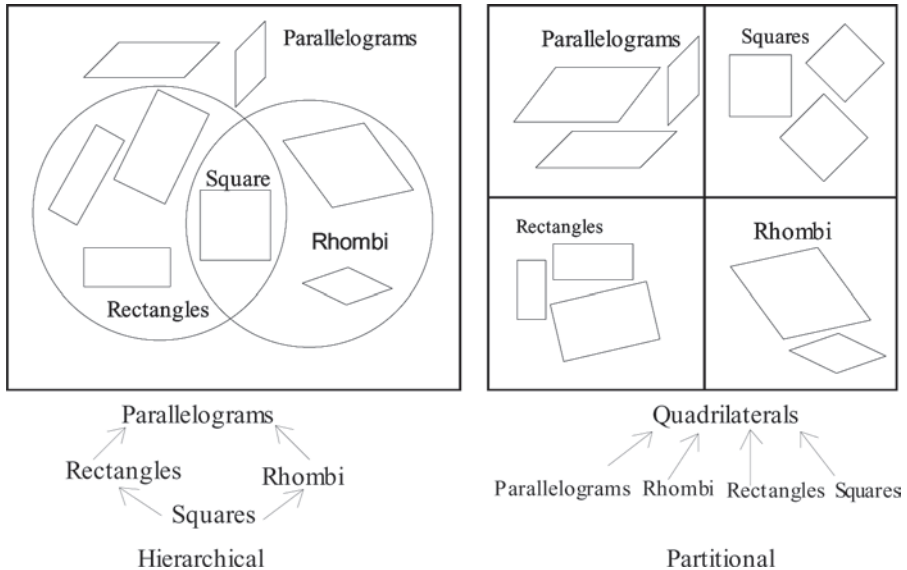 Parallelograms
Square
Rhombi
Rectangles
Parallelograms
Rectangles
Rhombi
Squares
Hierarchical
Parallelograms
Squares
Rectangles
Rhombi
Quadrilaterals
Parallelograms Rhombi Rectangles Squares
Partitional